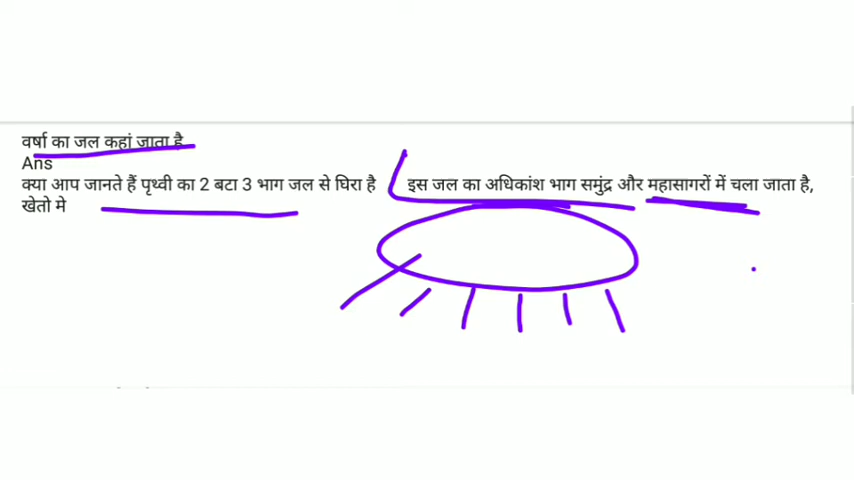 वर्षा का जल कहां जाता है
Ans
क्या आप जानते हैं पृथ्वी का 2 बटा 3 भाग जल से घिरा है इस जल का अधिकांश भाग समुंद्र और महासागरों में चला जाता है,
खेतो मे